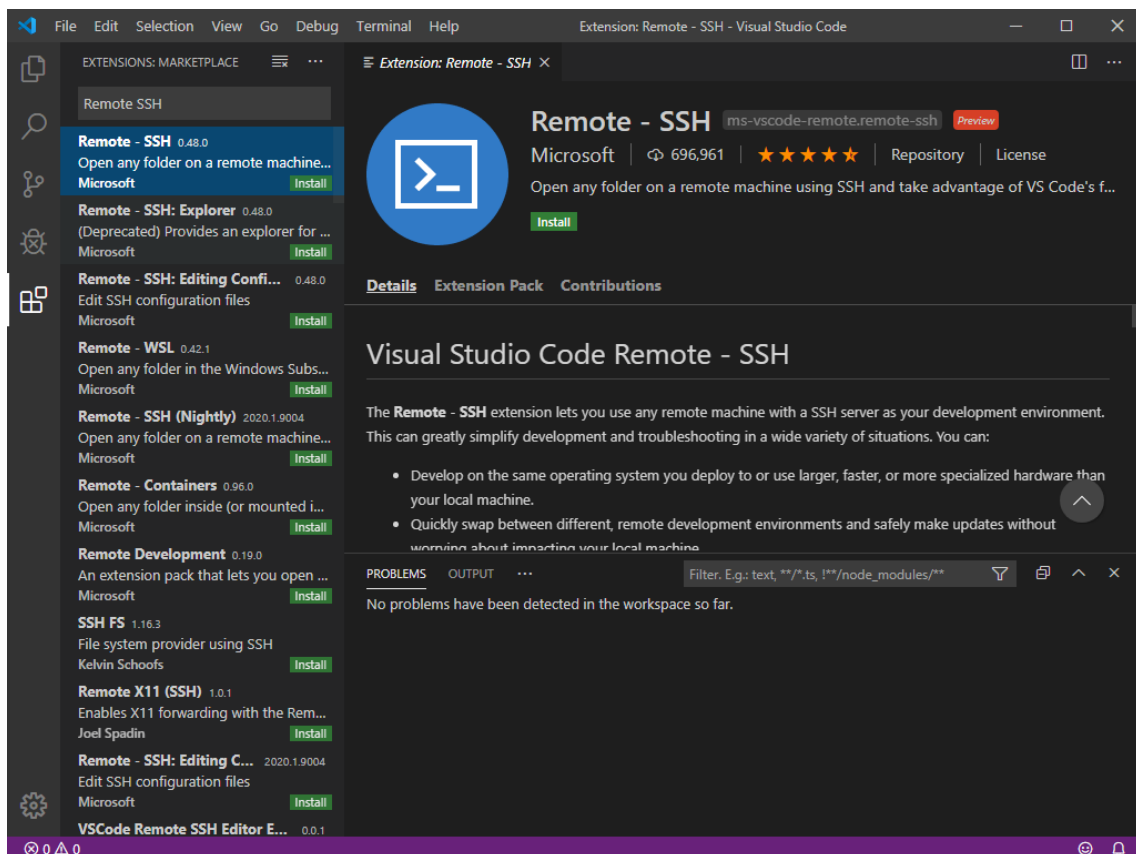 File Edit Selection View Go Debug Terminal Help Extension: Remote - SSH - Visual Studio Code
EXTENSIONS: MARKETPLACE
Remote SSH
Remote - SSH 0.48.0
Open any folder on a remote machine...
Microsoft Install
Remote - SSH: Explorer 0.48.0
(Deprecated) Provides an explorer for ...
Microsoft Install
Remote - SSH: Editing Confi... 0.48.0
Edit SSH configuration files
Microsoft Install
Remote - WSL 0.42.1
Open any folder in the Windows Subs...
Microsoft Install
Remote - SSH (Nightly) 2020.1.9004
Open any folder on a remote machine...
Microsoft Install
Remote - Containers 0.96.0
Open any folder inside (or mounted i...
Microsoft Install
Remote Development 0.19.0
An extension pack that lets you open ...
Microsoft Install
SSH FS 1.16.3
File system provider using SSH
Kelvin Schoofs Install
Remote X11 (SSH) 1.0.1
Enables X11 forwarding with the Rem...
Joel Spadin Install
Remote - SSH: Editing C... 2020.1.9004
Edit SSH configuration files
Microsoft Install
VSCode Remote SSH Editor E... 0.0.1
Extension: Remote - SSH
Remote - SSH ms-vscode-remote.remote-ssh Preview
Microsoft 696,961 Repository License
Open any folder on a remote machine using SSH and take advantage of VS Code's f...
Install
Details Extension Pack Contributions
Visual Studio Code Remote - SSH
The Remote - SSH extension lets you use any remote machine with a SSH server as your development environment.
This can greatly simplify development and troubleshooting in a wide variety of situations. You can:
• Develop on the same operating system you deploy to or use larger, faster, or more specialized hardware than
your local machine.
• Quickly swap between different, remote development environments and safely make updates without
worrying about impacting your local machine.
PROBLEMS OUTPUT ... Filter. E.g.: text, **/*.ts, !**/node_modules/**
No problems have been detected in the workspace so far.
0 0